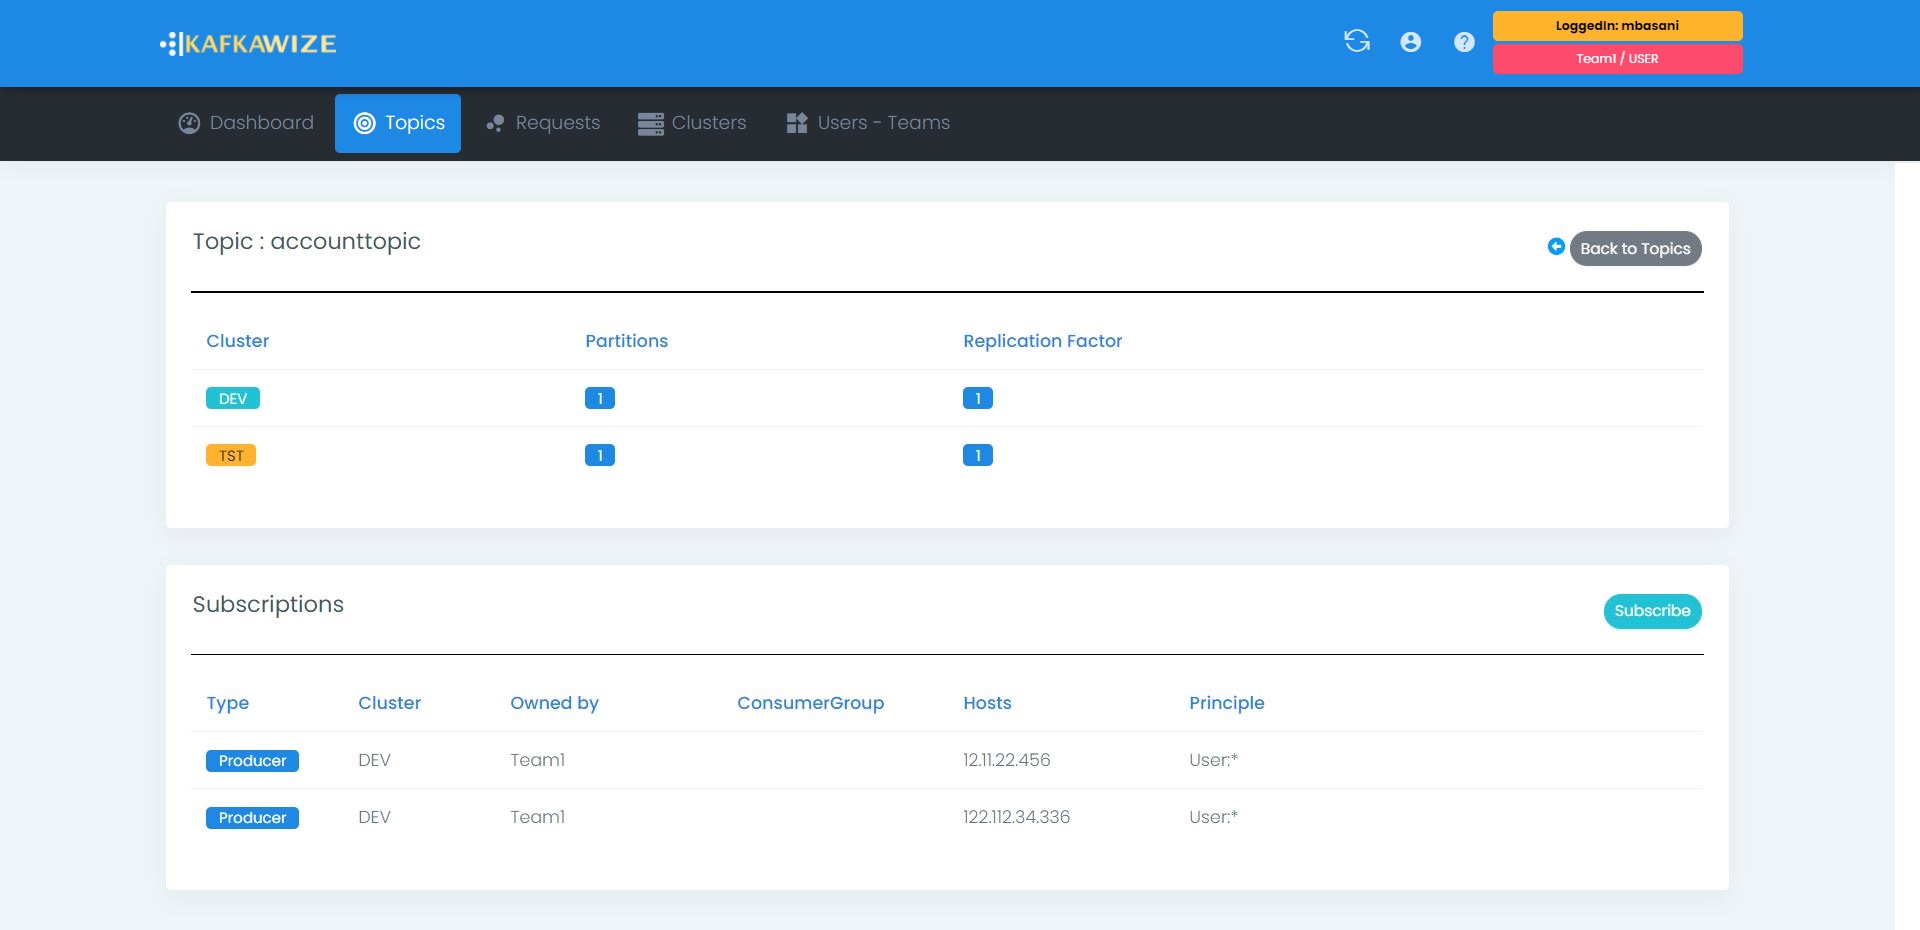 KAFKAWIZE
LoggedIn: mbasani
Team1 / USER
Dashboard Topics Requests Clusters Users - Teams
Topic : accounttopic
Back to Topics
Cluster Partitions Replication Factor
DEV 1 1
TST 1 1
Subscriptions
Subscribe
Type Cluster Owned by ConsumerGroup Hosts Principle
Producer DEV Team1 12.11.22.456 User:*
Producer DEV Team1 122.112.34.336 User:*